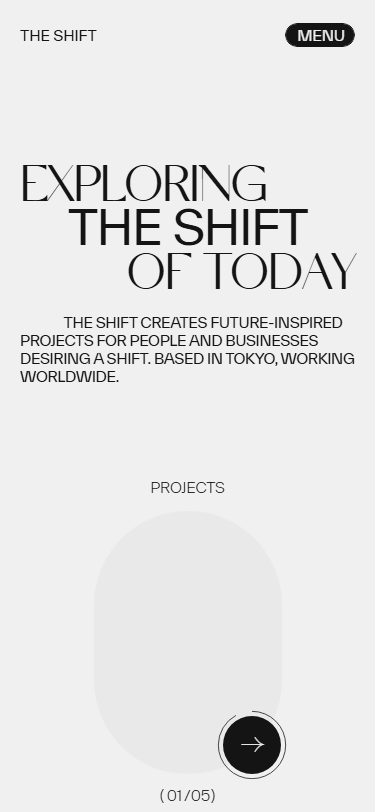 THE SHIFT
MENU
EXPLORING
THE SHIFT
OF TODAY
THE SHIFT CREATES FUTURE-INSPIRED
PROJECTS FOR PEOPLE AND BUSINESSES
DESIRING A SHIFT. BASED IN TOKYO, WORKING
WORLDWIDE.
PROJECTS
( 01/05)